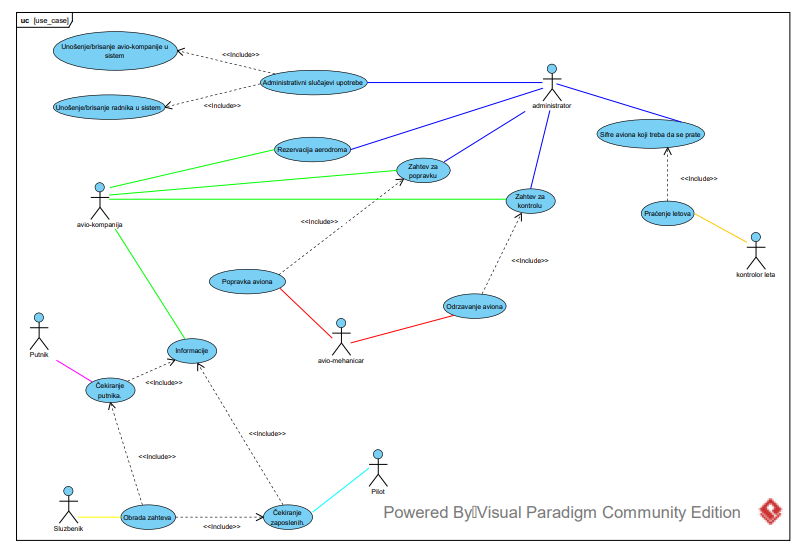 uc [use_case]
Unošenje/brisanje avio-kompanije u
sistem
<<Include>>
Administrativni slučajevi upotrebe
Unošenje/brisanje radnika u sistem
<<Include>>
administrator
Sifre aviona koji treba da se prate
Rezervacija aerodroma
Zahtev za
popravku
<<Include>>
Zahtev za
kontrolu
Praćenje letova
avio-kompanija
<<Include>>
kontrolor leta
<<Include>>
Popravka aviona
Odrzavanje aviona
Putnik
Informacije
avio-mehanicar
<<Include>>
Čekiranje
putnika.
<<Include>>
<<Include>>
Pilot
Sluzbenik
Obrada zahteva
<<Include>>
Čekiranje
zaposlenih.
Powered By Visual Paradigm Community Edition